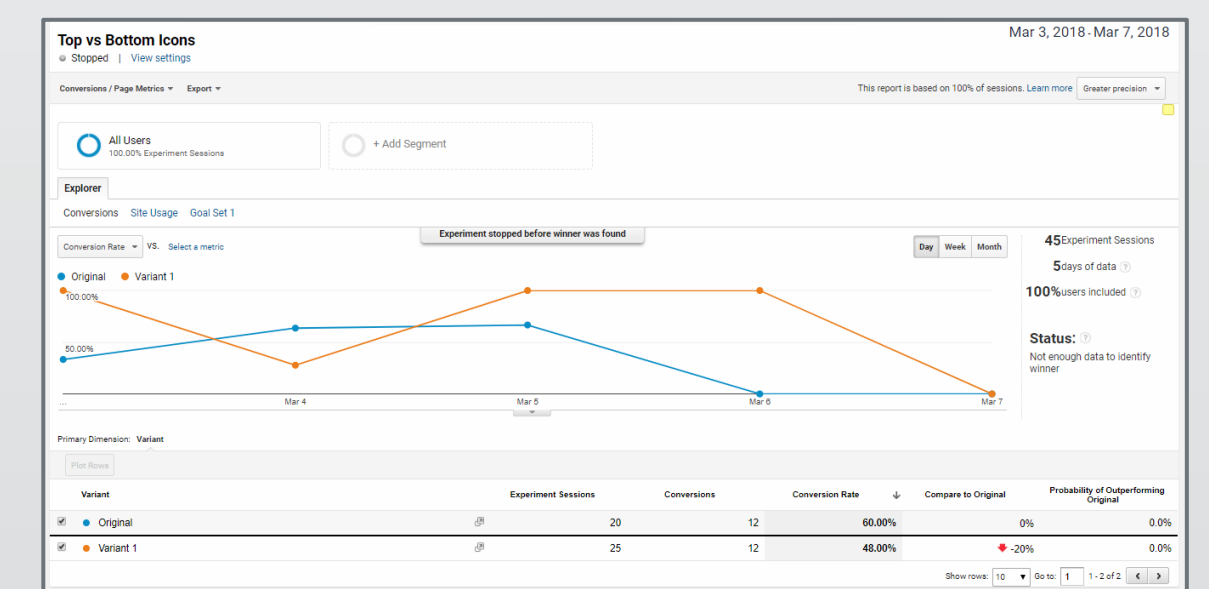 Top vs Bottom Icons
Mar 3, 2018 - Mar 7, 2018
Stopped | View settings
Conversions / Page Metrics Export
This report is based on 100% of sessions. Learn more Greater precision
All Users
100.00% Experiment Sessions
+ Add Segment
Explorer
Conversions Site Usage Goal Set 1
Experiment stopped before winner was found
Conversion Rate VS. Select a metric
Day Week Month
45 Experiment Sessions
5 days of data ?
100% users included ?
Status: ?
Not enough data to identify
winner
Original Variant 1
100.00%
50.00%
... Mar 4 Mar 5 Mar 6 Mar 7
Primary Dimension: Variant
Plot Rows
Variant Experiment Sessions Conversions Conversion Rate ↓ Compare to Original Probability of Outperforming
Original
Original 20 12 60.00% 0% 0.0%
Variant 1 25 12 48.00% -20% 0.0%
Show rows: 10 Go to: 1 1 - 2 of 2 < >